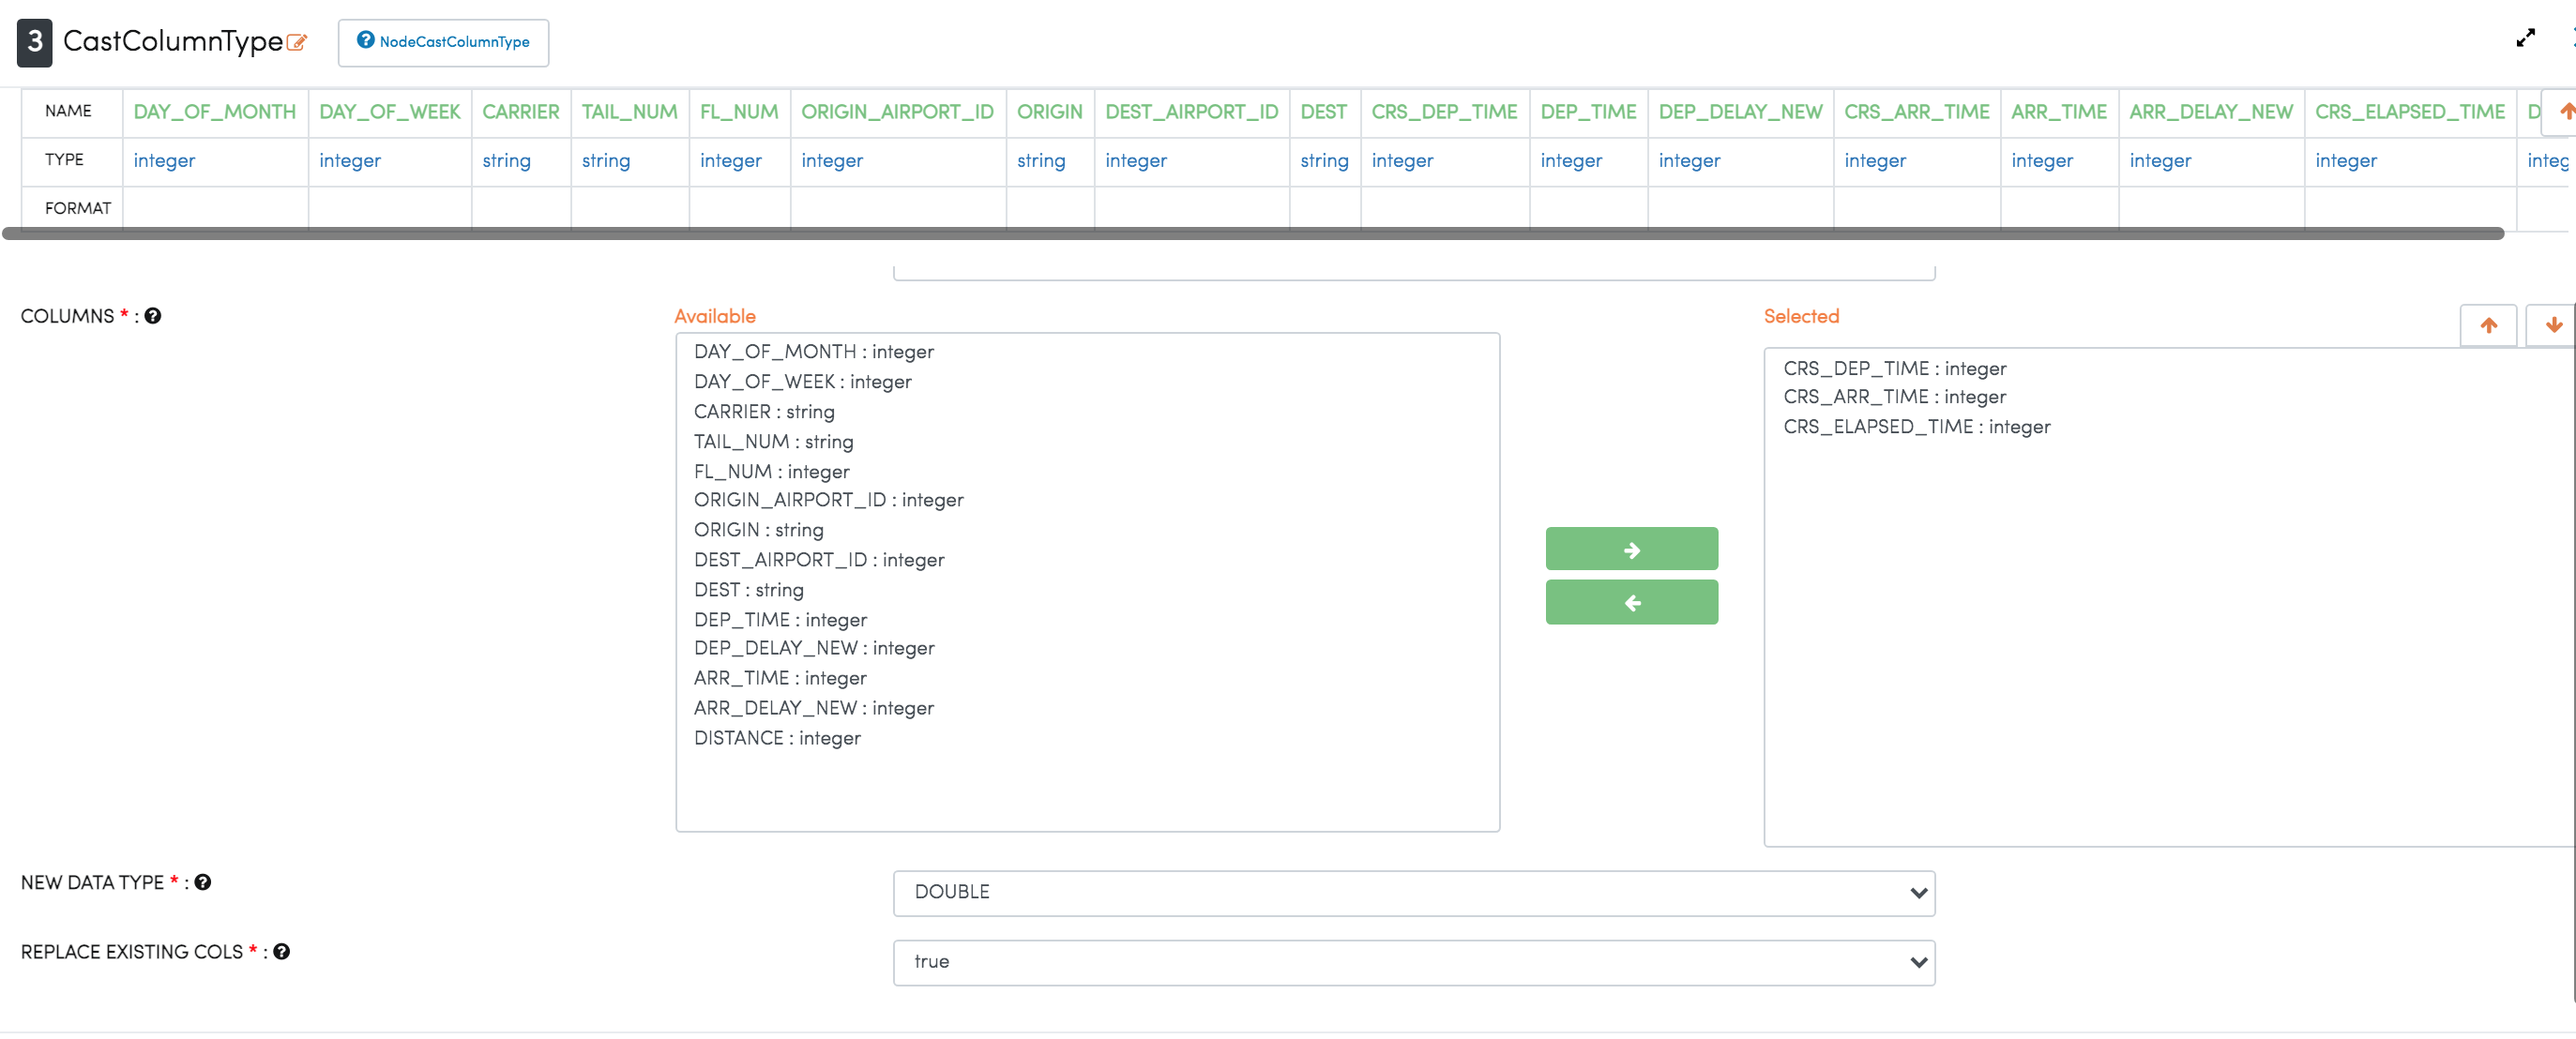 3 CastColumnType NodeCastColumnType
NAME DAY_OF_MONTH DAY_OF_WEEK CARRIER TAIL_NUM FL_NUM ORIGIN_AIRPORT_ID ORIGIN DEST_AIRPORT_ID DEST CRS_DEP_TIME DEP_TIME DEP_DELAY_NEW CRS_ARR_TIME ARR_TIME ARR_DELAY_NEW CRS_ELAPSED_TIME D
TYPE integer integer string string integer integer string integer string integer integer integer integer integer integer integer integ
FORMAT
COLUMNS * :
Available
DAY_OF_MONTH : integer
DAY_OF_WEEK : integer
CARRIER : string
TAIL_NUM : string
FL_NUM : integer
ORIGIN_AIRPORT_ID : integer
ORIGIN : string
DEST_AIRPORT_ID : integer
DEST : string
DEP_TIME : integer
DEP_DELAY_NEW : integer
ARR_TIME : integer
ARR_DELAY_NEW : integer
DISTANCE : integer
Selected
CRS_DEP_TIME : integer
CRS_ARR_TIME : integer
CRS_ELAPSED_TIME : integer
NEW DATA TYPE * : DOUBLE
REPLACE EXISTING COLS * : true